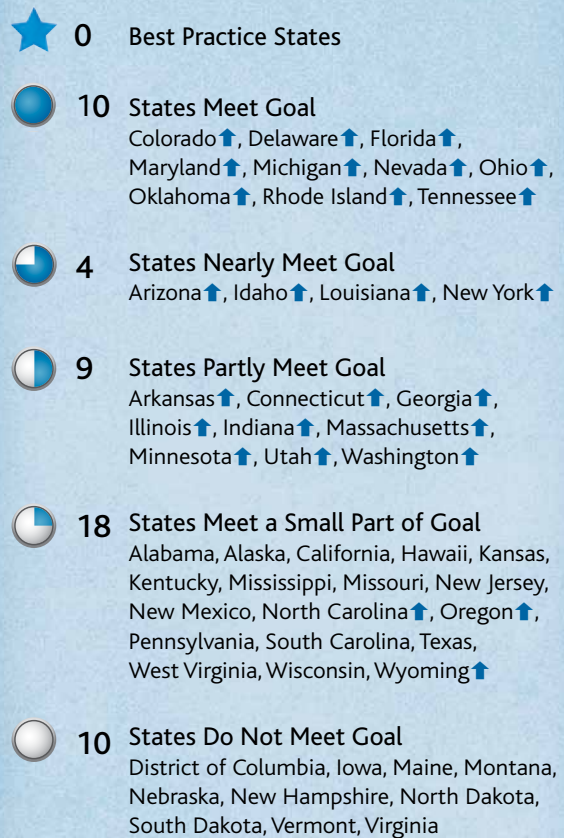 0 Best Practice States
10 States Meet Goal
Colorado⬆, Delaware⬆, Florida⬆,
Maryland⬆, Michigan⬆, Nevada⬆, Ohio⬆,
Oklahoma⬆, Rhode Island⬆, Tennessee⬆
4 States Nearly Meet Goal
Arizona⬆, Idaho⬆, Louisiana⬆, New York⬆
9 States Partly Meet Goal
Arkansas⬆, Connecticut⬆, Georgia⬆,
Illinois⬆, Indiana⬆, Massachusetts⬆,
Minnesota⬆, Utah⬆, Washington⬆
18 States Meet a Small Part of Goal
Alabama, Alaska, California, Hawaii, Kansas,
Kentucky, Mississippi, Missouri, New Jersey,
New Mexico, North Carolina⬆, Oregon⬆,
Pennsylvania, South Carolina, Texas,
West Virginia, Wisconsin, Wyoming⬆
10 States Do Not Meet Goal
District of Columbia, Iowa, Maine, Montana,
Nebraska, New Hampshire, North Dakota,
South Dakota, Vermont, Virginia